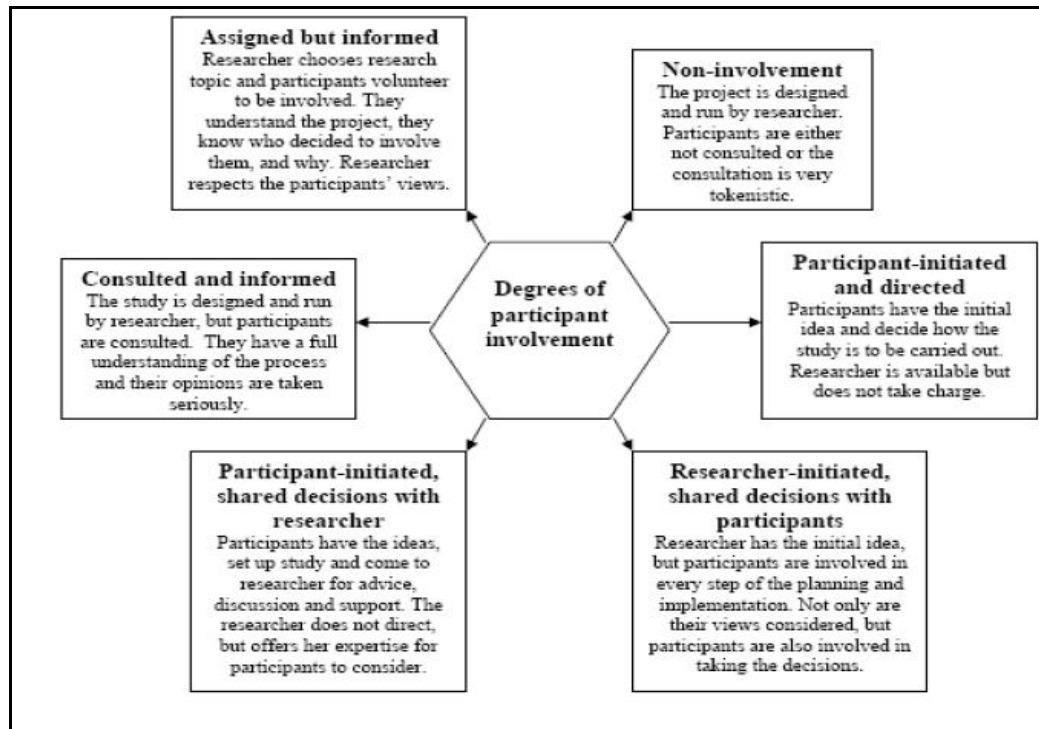 Assigned but informed
Researcher chooses research
topic and participants volunteer
to be involved. They
understand the project, they
know who decided to involve
them, and why. Researcher
respects the participants' views.
Non-involvement
The project is designed
and run by researcher.
Participants are either
not consulted or the
consultation is very
tokenistic.
Consulted and informed
The study is designed and run
by researcher, but participants
are consulted. They have a full
understanding of the process
and their opinions are taken
seriously.
Degrees of
participant
involvement
Participant-initiated
and directed
Participants have the initial
idea and decide how the
study is to be carried out.
Researcher is available but
does not take charge.
Participant-initiated,
shared decisions with
researcher
Participants have the ideas,
set up study and come to
researcher for advice,
discussion and support. The
researcher does not direct,
but offers her expertise for
participants to consider.
Researcher-initiated,
shared decisions with
participants
Researcher has the initial idea,
but participants are involved in
every step of the planning and
implementation. Not only are
their views considered, but
participants are also involved in
taking the decisions.